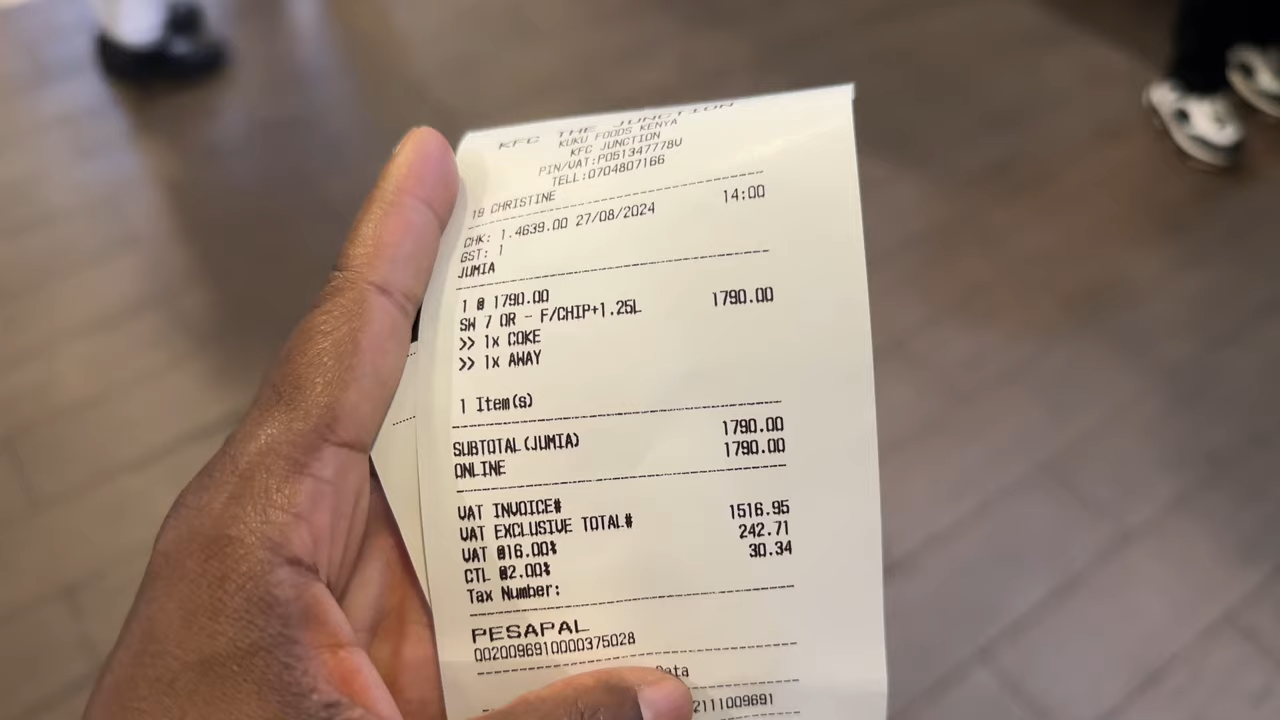 KFC THE JUNCTION
KUKU FOODS KENYA
KFC JUNCTION
PIN/VAT:P051347778U
TELL:0704807166
19 CHRISTINE
CHK: 1.4639.00 27/08/2024 14:00
GST: 1
JUMIA
1 @ 1790.00
SW 7 OR - F/CHIP+1.25L 1790.00
>> 1x COKE
>> 1x AWAY
1 Item(s)
SUBTOTAL(JUMIA) 1790.00
ONLINE 1790.00
VAT INVOICE#
VAT EXCLUSIVE TOTAL# 1516.95
VAT @16.00% 242.71
CTL @2.00% 30.34
Tax Number:
PESAPAL
0020096910000375028
2111009691